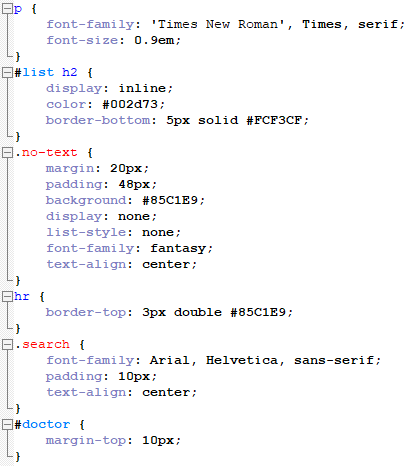 p {
    font-family: 'Times New Roman', Times, serif;
    font-size: 0.9em;
}
#list h2 {
    display: inline;
    color: #002d73;
    border-bottom: 5px solid #FCF3CF;
}
.no-text {
    margin: 20px;
    padding: 48px;
    background: #85C1E9;
    display: none;
    list-style: none;
    font-family: fantasy;
    text-align: center;
}
hr {
    border-top: 3px double #85C1E9;
}
.search {
    font-family: Arial, Helvetica, sans-serif;
    padding: 10px;
    text-align: center;
}
#doctor {
    margin-top: 10px;
}